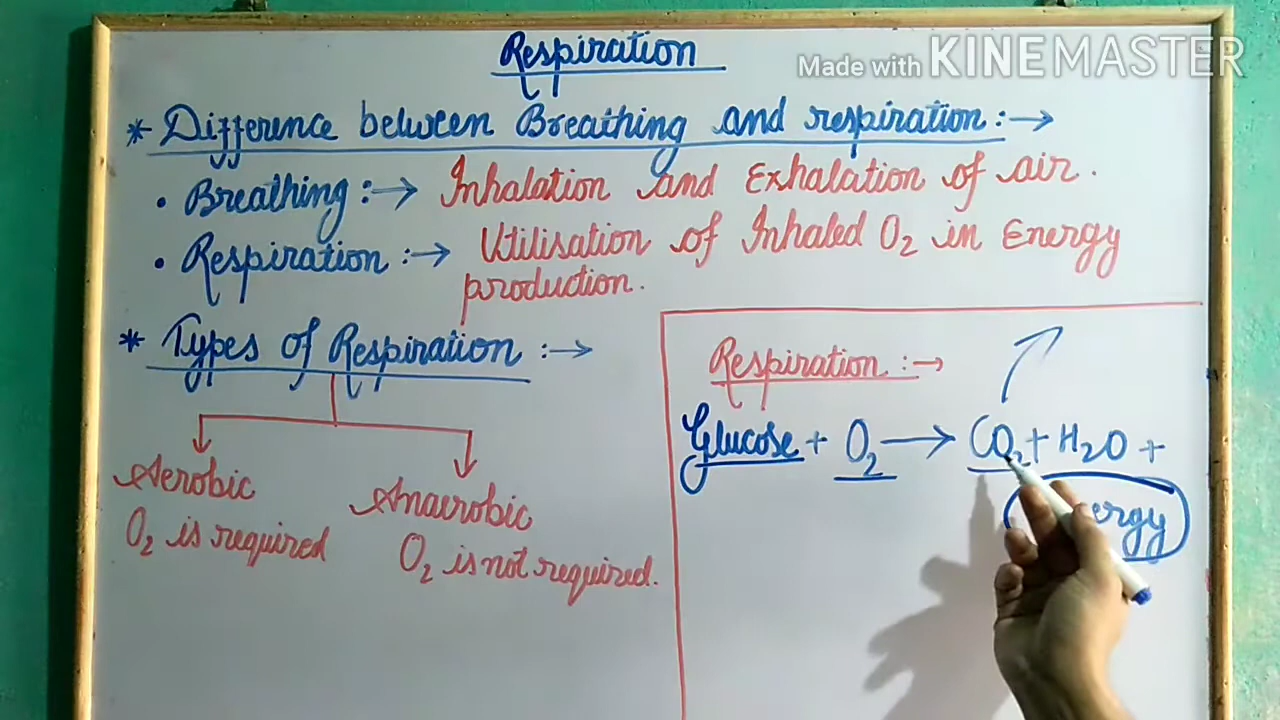 Respiration
Made with KINEMASTER
* Difference between Breathing and respiration :→
• Breathing :→ Inhalation and Exhalation of air.
• Respiration :→ Utilisation of Inhaled O2 in Energy
production.
* Types of Respiration :→
Aerobic
O2 is required
Anaerobic
O2 is not required.
Respiration :→
Glucose + O2 → CO2 + H2O +